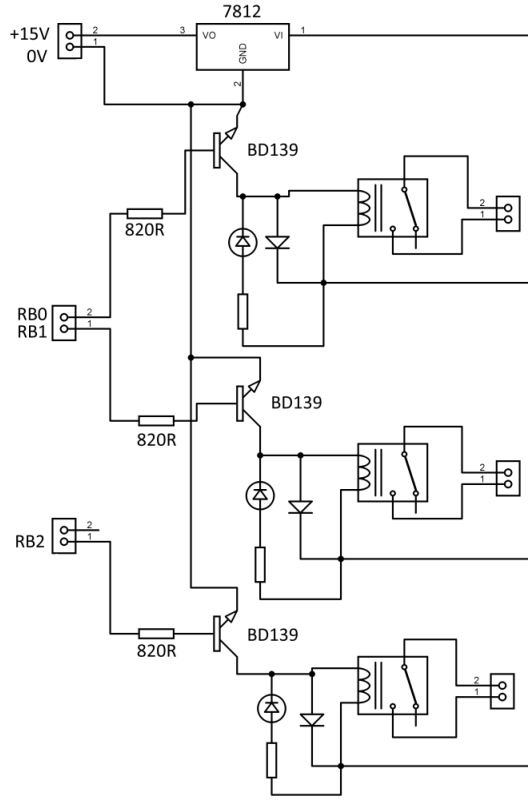 7812
+15V 2 3 VO VI 1
0V 1 GND
2
BD139
820R
2
1
RB0 2
RB1 1
BD139
820R
2
1
2
RB2 1
BD139
820R
2
1